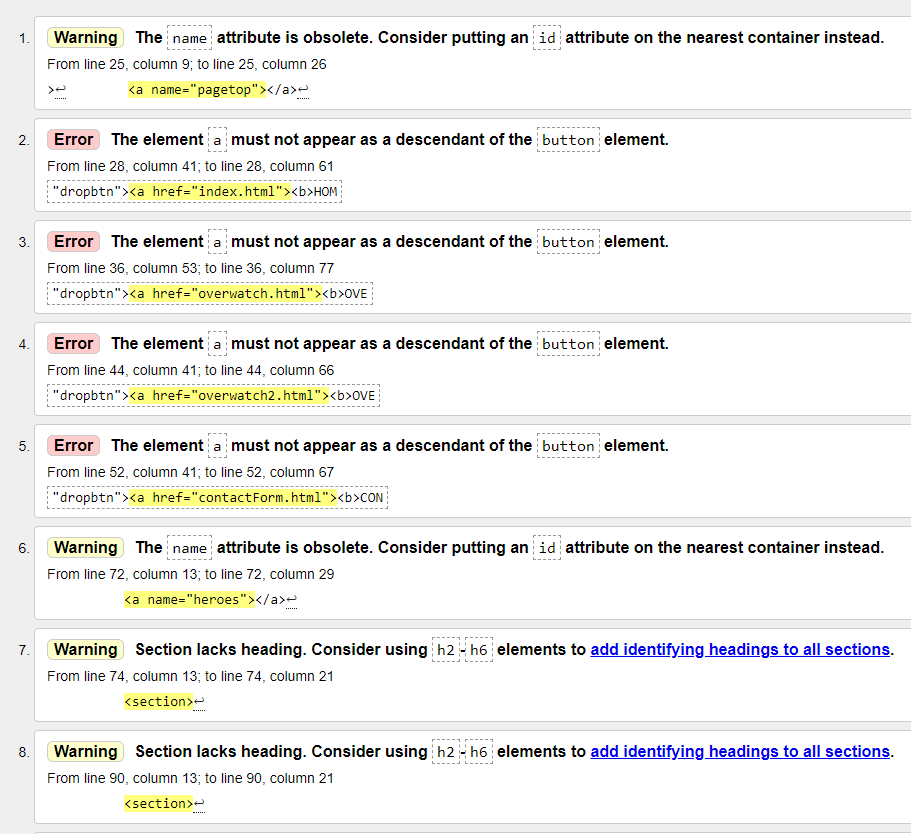 1. Warning The name attribute is obsolete. Consider putting an id attribute on the nearest container instead.
From line 25, column 9; to line 25, column 26
>↩ <a name="pagetop"></a>↩
2. Error The element a must not appear as a descendant of the button element.
From line 28, column 41; to line 28, column 61
"dropbtn"><a href="index.html"><b>HOM
3. Error The element a must not appear as a descendant of the button element.
From line 36, column 53; to line 36, column 77
"dropbtn"><a href="overwatch.html"><b>OVE
4. Error The element a must not appear as a descendant of the button element.
From line 44, column 41; to line 44, column 66
"dropbtn"><a href="overwatch2.html"><b>OVE
5. Error The element a must not appear as a descendant of the button element.
From line 52, column 41; to line 52, column 67
"dropbtn"><a href="contactForm.html"><b>CON
6. Warning The name attribute is obsolete. Consider putting an id attribute on the nearest container instead.
From line 72, column 13; to line 72, column 29
<a name="heroes"></a>↩
7. Warning Section lacks heading. Consider using h2-h6 elements to add identifying headings to all sections.
From line 74, column 13; to line 74, column 21
<section>↩
8. Warning Section lacks heading. Consider using h2-h6 elements to add identifying headings to all sections.
From line 90, column 13; to line 90, column 21
<section>↩